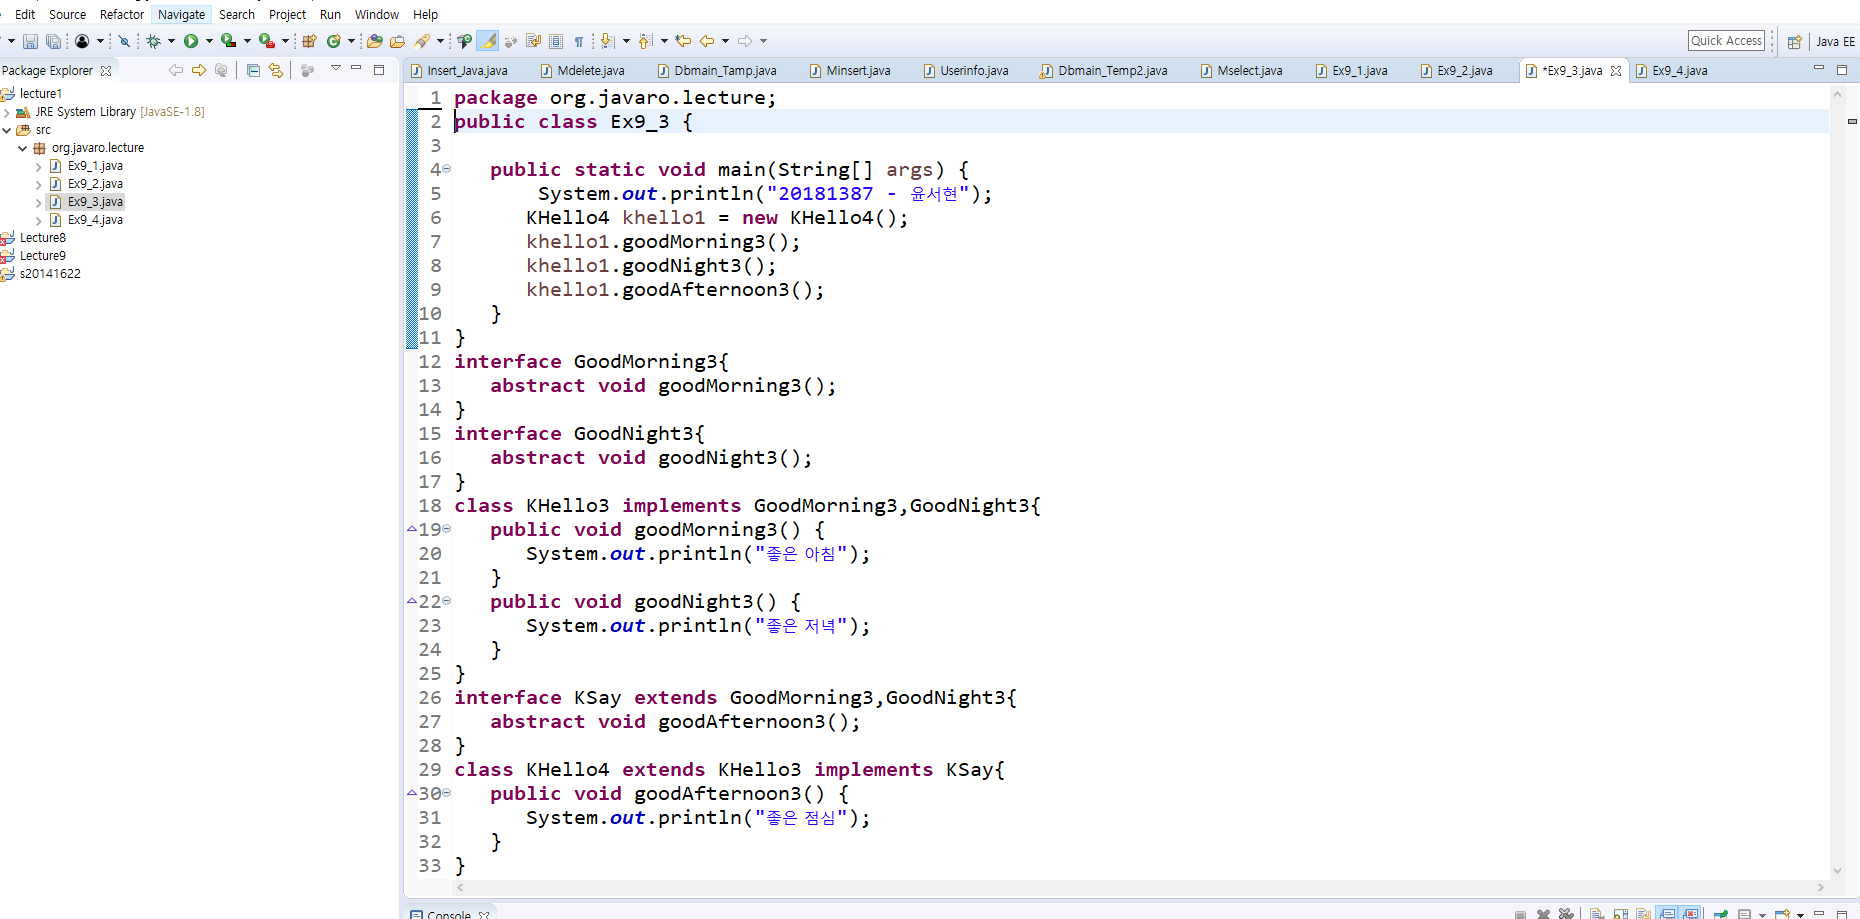 Edit Source Refactor Navigate Search Project Run Window Help
Quick Access Java EE
Package Explorer
lecture1
JRE System Library [JavaSE-1.8]
src
org.javaro.lecture
Ex9_1.java
Ex9_2.java
Ex9_3.java
Ex9_4.java
Lecture8
Lecture9
s20141622
Insert_Java.java Mdelete.java Dbmain_Tamp.java Minsert.java Userinfo.java Dbmain_Temp2.java Mselect.java Ex9_1.java Ex9_2.java *Ex9_3.java Ex9_4.java
1 package org.javaro.lecture;
2 public class Ex9_3 {
3
4 public static void main(String[] args) {
5 System.out.println("20181387 - 윤서현");
6 KHello4 khello1 = new KHello4();
7 khello1.goodMorning3();
8 khello1.goodNight3();
9 khello1.goodAfternoon3();
10 }
11 }
12 interface GoodMorning3{
13 abstract void goodMorning3();
14 }
15 interface GoodNight3{
16 abstract void goodNight3();
17 }
18 class KHello3 implements GoodMorning3,GoodNight3{
19 public void goodMorning3() {
20 System.out.println("좋은 아침");
21 }
22 public void goodNight3() {
23 System.out.println("좋은 저녁");
24 }
25 }
26 interface KSay extends GoodMorning3,GoodNight3{
27 abstract void goodAfternoon3();
28 }
29 class KHello4 extends KHello3 implements KSay{
30 public void goodAfternoon3() {
31 System.out.println("좋은 점심");
32 }
33 }
Console